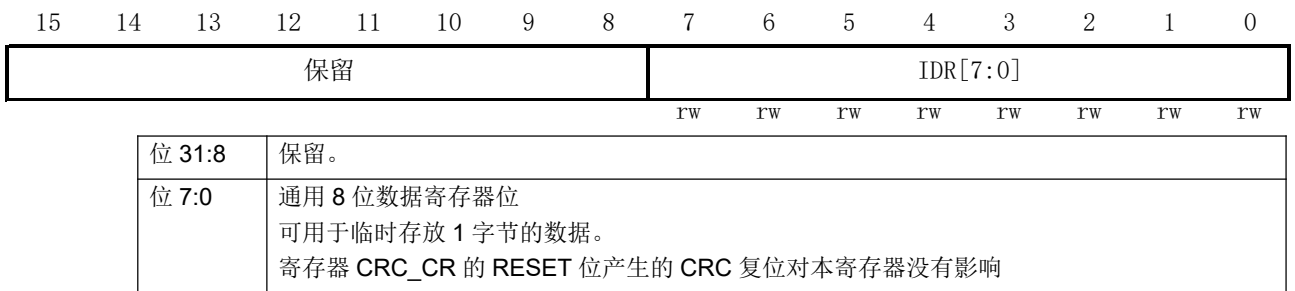 15 14 13 12 11 10 9 8 7 6 5 4 3 2 1 0
保留 IDR[7:0]
rw rw rw rw rw rw rw rw
位 31:8 保留。
位 7:0 通用 8 位数据寄存器位
可用于临时存放 1 字节的数据。
寄存器 CRC_CR 的 RESET 位产生的 CRC 复位对本寄存器没有影响